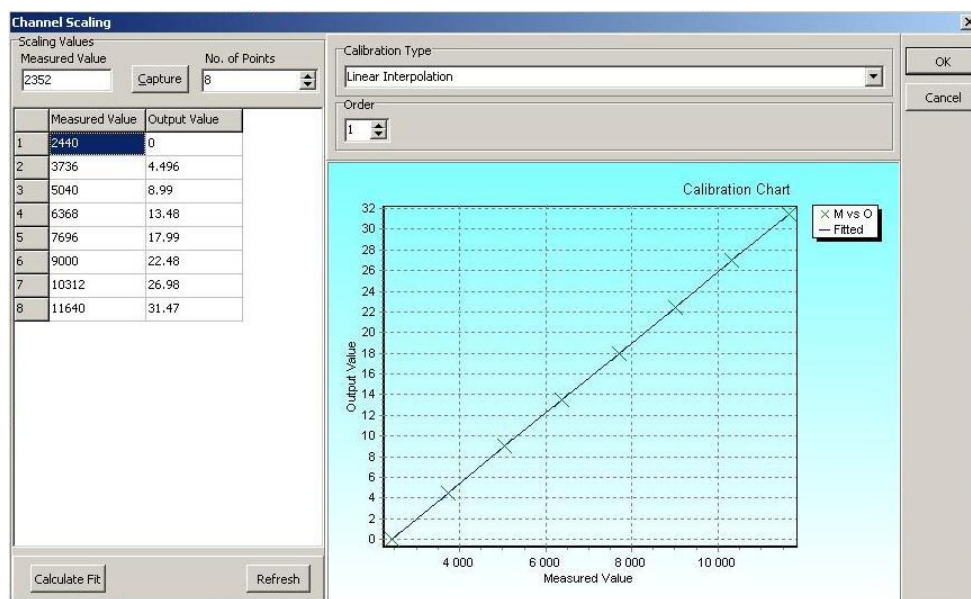 Channel Scaling
Scaling Values
Measured Value
No. of Points
2352
Capture
8
Measured Value Output Value
1 2440 0
2 3736 4.496
3 5040 8.99
4 6368 13.48
5 7696 17.99
6 9000 22.48
7 10312 26.98
8 11640 31.47
Calculate Fit
Refresh
Calibration Type
Linear Interpolation
Order
1
Calibration Chart
M vs O
Fitted
Output Value
32
30
28
26
24
22
20
18
16
14
12
10
8
6
4
2
0
4 000 6 000 8 000 10 000
Measured Value
OK
Cancel